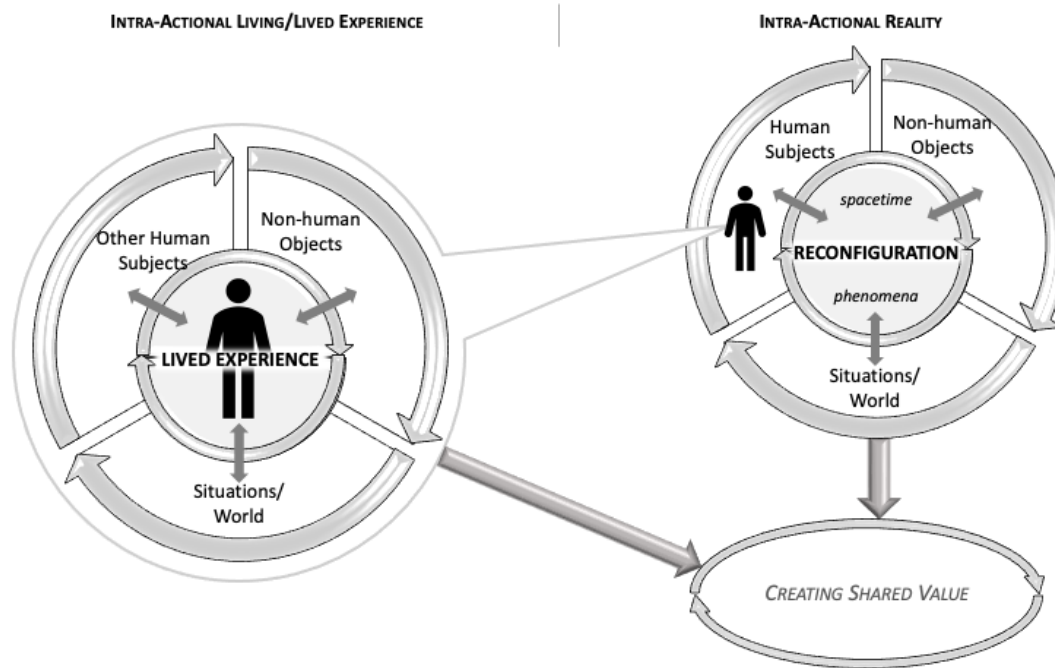 INTRA-ACTIONAL LIVING/LIVED EXPERIENCE
Other Human
Subjects
Non-human
Objects
LIVED EXPERIENCE
Situations/
World
INTRA-ACTIONAL REALITY
Human
Subjects
Non-human
Objects
spacetime
RECONFIGURATION
phenomena
Situations/
World
CREATING SHARED VALUE